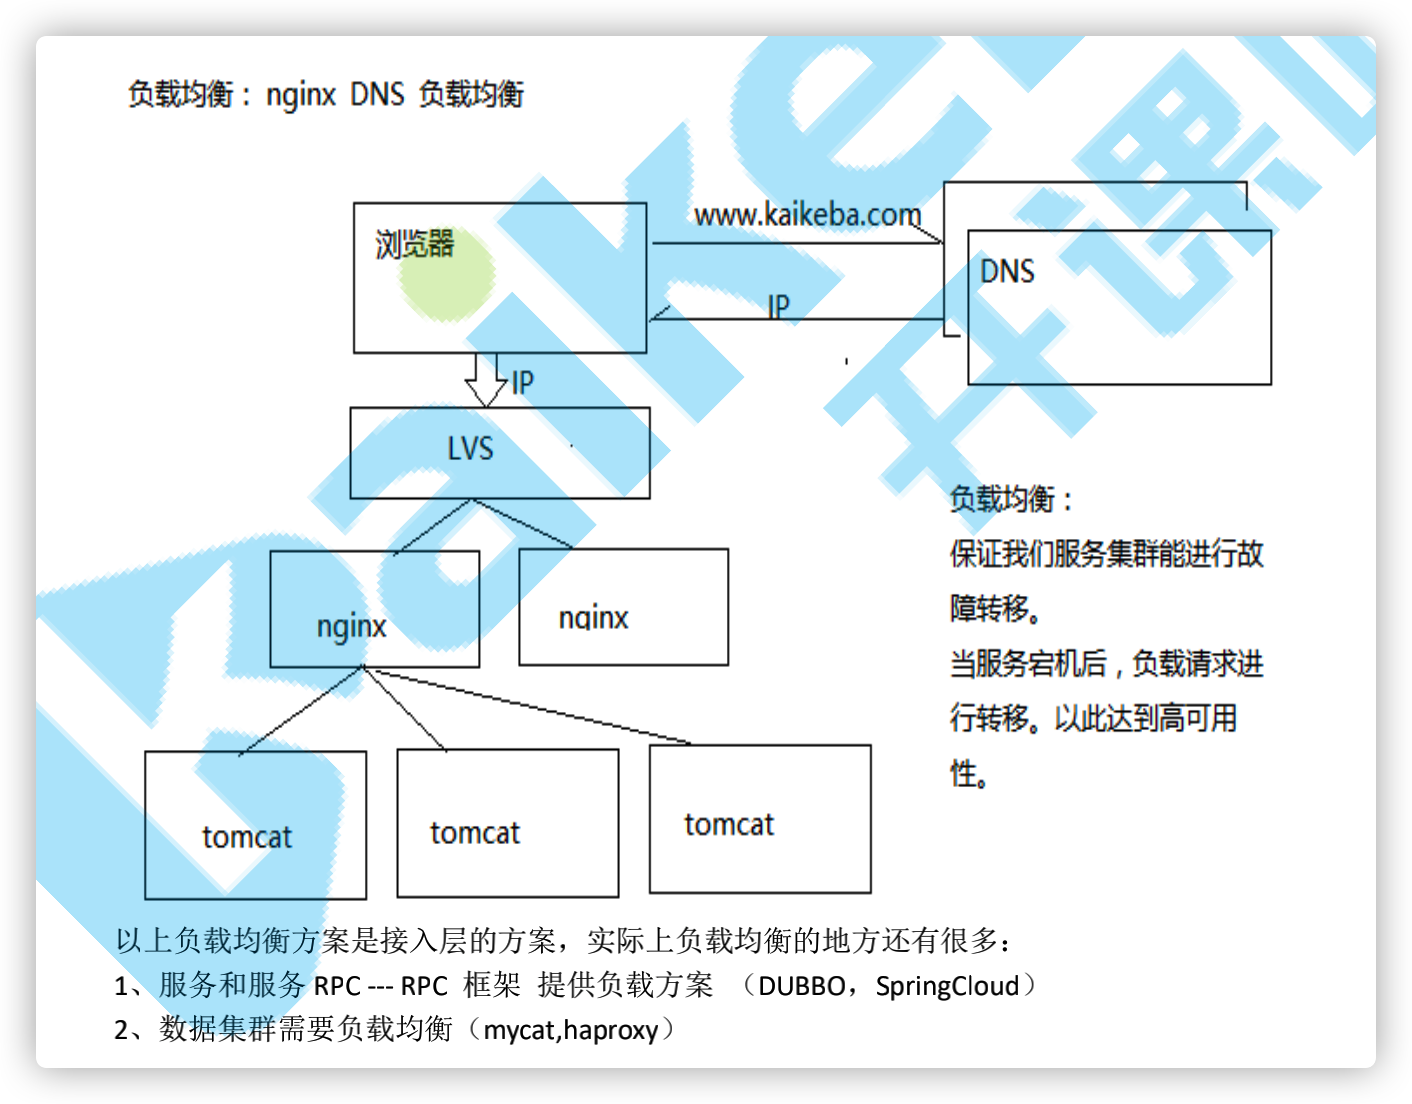 负载均衡：nginx DNS 负载均衡
浏览器
www.kaikeba.com
DNS
IP
IP
LVS
负载均衡：
保证我们服务集群能进行故
障转移。
当服务宕机后，负载请求进
行转移。以此达到高可用
性。
nginx
nginx
tomcat
tomcat
tomcat
以上负载均衡方案是接入层的方案，实际上负载均衡的地方还有很多：
1、服务和服务 RPC --- RPC 框架 提供负载方案 （DUBBO，SpringCloud）
2、数据集群需要负载均衡（mycat,haproxy）